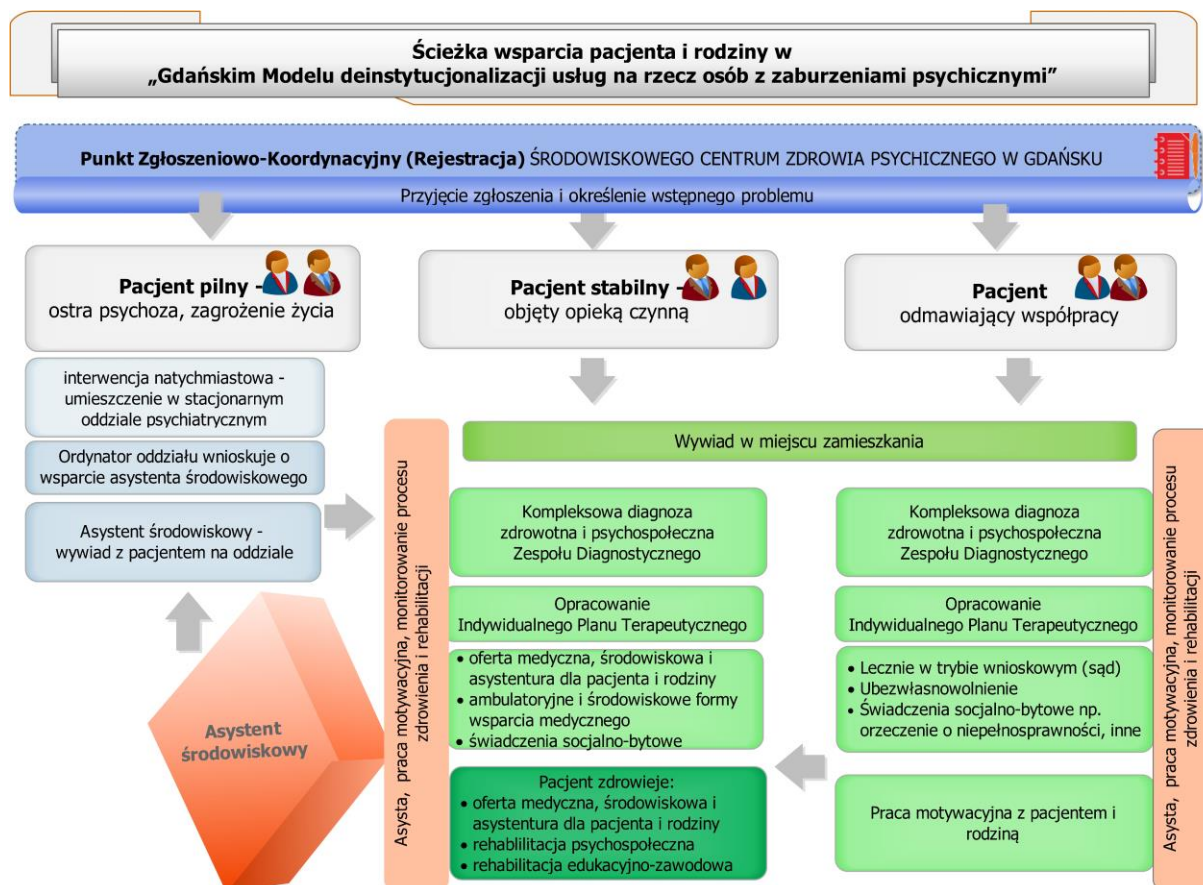 Ścieżka wsparcia pacjenta i rodziny w
„Gdańskim Modelu deinstytucjonalizacji usług na rzecz osób z zaburzeniami psychicznymi”
Punkt Zgłoszeniowo-Koordynacyjny (Rejestracja) ŚRODOWISKOWEGO CENTRUM ZDROWIA PSYCHICZNEGO W GDAŃSKU
Przyjęcie zgłoszenia i określenie wstępnego problemu
Pacjent pilny -
ostra psychoza, zagrożenie życia
interwencja natychmiastowa -
umieszczenie w stacjonarnym
oddziale psychiatrycznym
Ordynator oddziału wnioskuje o
wsparcie asystenta środowiskowego
Asystent środowiskowy -
wywiad z pacjentem na oddziale
Asystent
środowiskowy
Pacjent stabilny -
objęty opieką czynną
Pacjent
odmawiający współpracy
Asysta, praca motywacyjna, monitorowanie procesu
zdrowienia i rehabilitacji
Wywiad w miejscu zamieszkania
Kompleksowa diagnoza
zdrowotna i psychospołeczna
Zespołu Diagnostycznego
Opracowanie
Indywidualnego Planu Terapeutycznego
• oferta medyczna, środowiskowa i
asystentura dla pacjenta i rodziny
• ambulatoryjne i środowiskowe formy
wsparcia medycznego
• świadczenia socjalno-bytowe
Pacjent zdrowieje:
• oferta medyczna, środowiskowa i
asystentura dla pacjenta i rodziny
• rehablilitacja psychospołeczna
• rehabilitacja edukacyjno-zawodowa
Kompleksowa diagnoza
zdrowotna i psychospołeczna
Zespołu Diagnostycznego
Opracowanie
Indywidualnego Planu Terapeutycznego
• Lecznie w trybie wnioskowym (sąd)
• Ubezwłasnowolnienie
• Świadczenia socjalno-bytowe np.
orzeczenie o niepełnosprawności, inne
Praca motywacyjna z pacjentem i
rodziną
Asysta, praca motywacyjna, monitorowanie procesu
zdrowienia i rehabilitacji